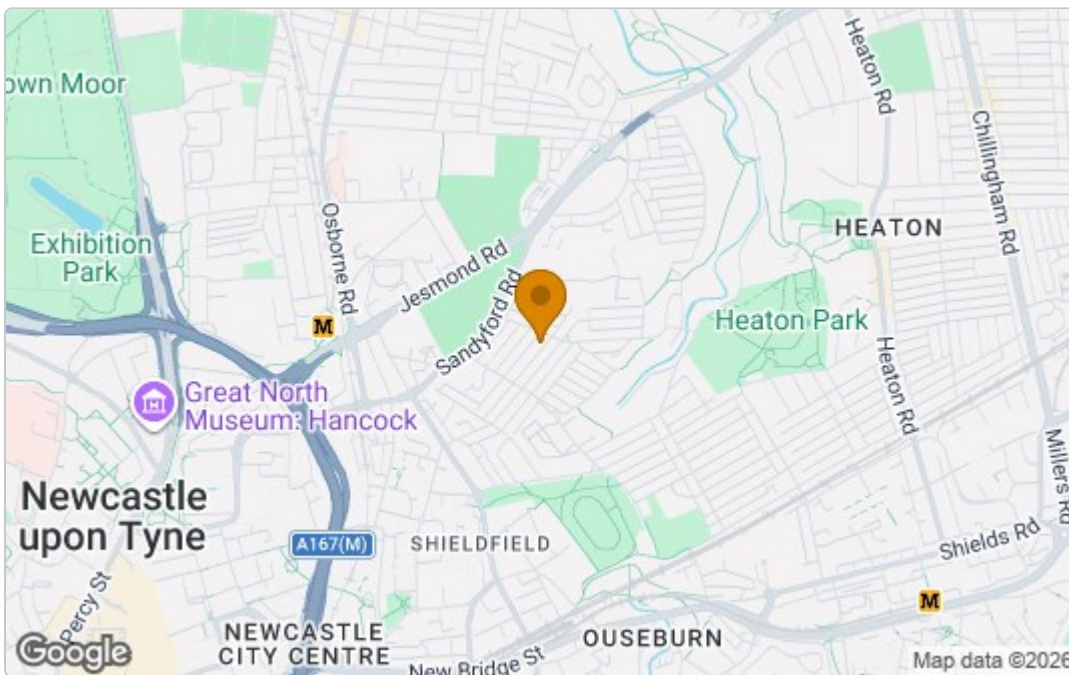 own Moor
Exhibition
Park
Osborne Rd
Jesmond Rd
Sandyford Rd
Heaton Rd
Chillingham Rd
HEATON
Heaton Park
M
Great North
Museum: Hancock
Heaton Rd
Millers Rd
Newcastle
upon Tyne
A167(M)
SHIELDFIELD
Shields Rd
M
Percy St
NEWCASTLE
CITY CENTRE
OUSEBURN
New Bridge St
Google
Map data ©2026